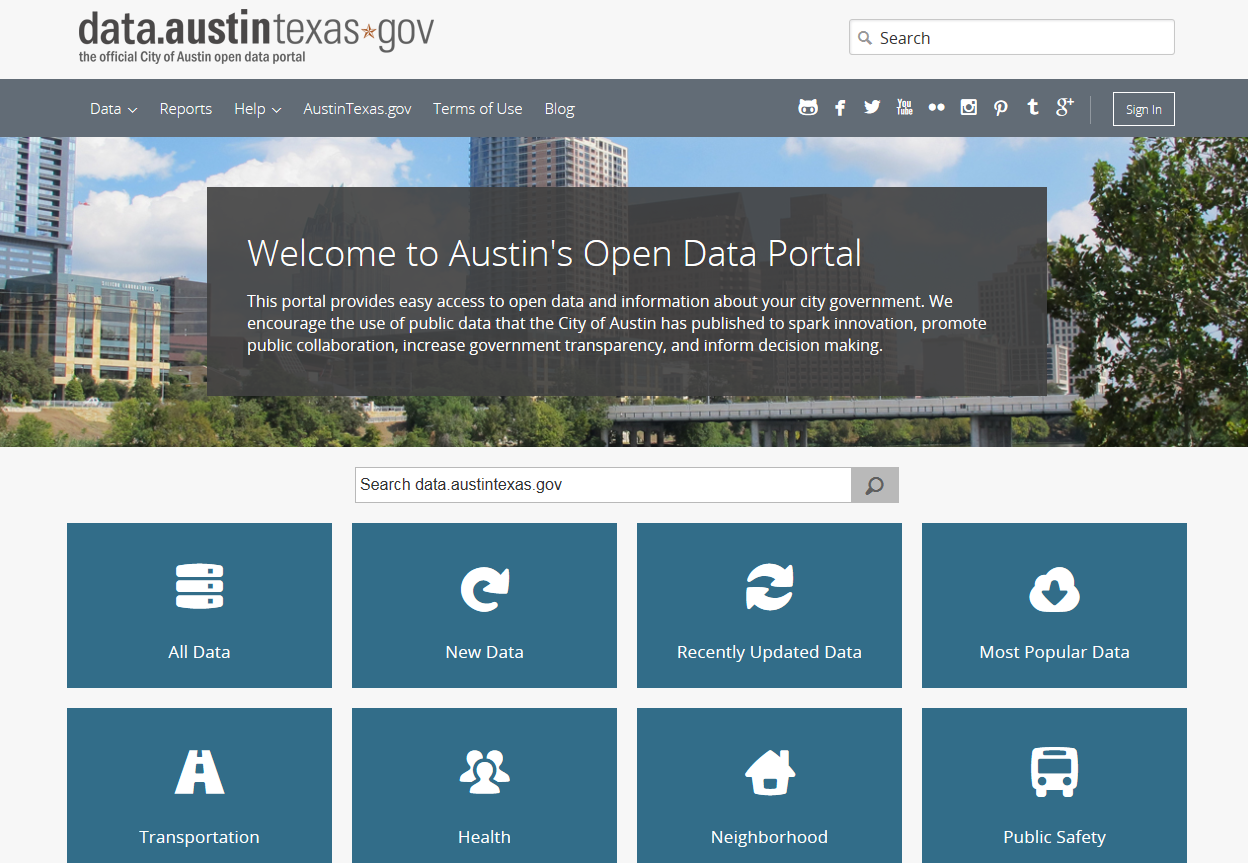 data.austintexas.gov
the official City of Austin open data portal
Search
Data Reports Help AustinTexas.gov Terms of Use Blog You Tube g+ Sign In
SILICON LABORATORIES
Welcome to Austin's Open Data Portal
This portal provides easy access to open data and information about your city government. We
encourage the use of public data that the City of Austin has published to spark innovation, promote
public collaboration, increase government transparency, and inform decision making.
Search data.austintexas.gov
All Data New Data Recently Updated Data Most Popular Data
Transportation Health Neighborhood Public Safety